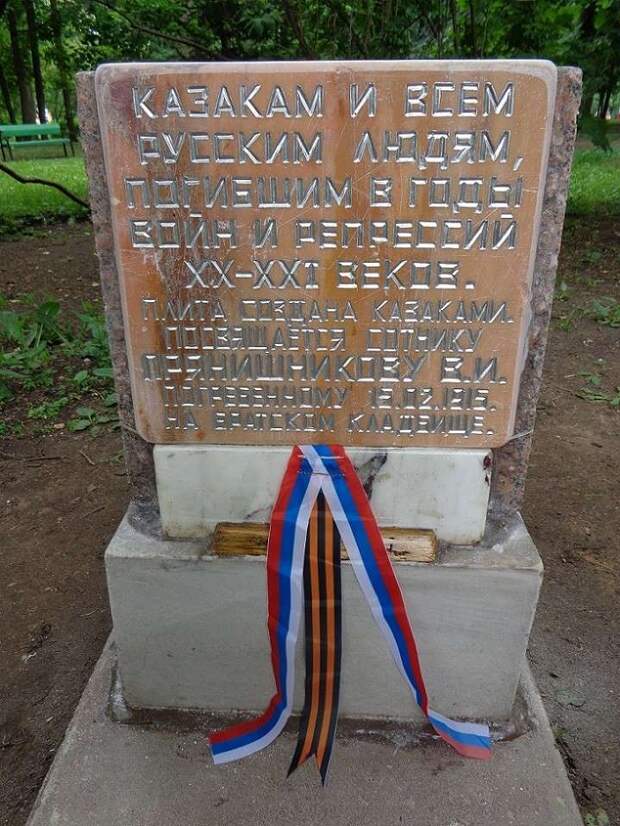 КАЗАКАМ И ВСЕМ
РУССКИМ ЛЮДЯМ,
ПОГИБШИМ В ГОДЫ
ВОЙН И РЕПРЕССИЙ
XX-XXI ВЕКОВ.
ПЛИТА СОЗДАНА КАЗАКАМИ.
ПОСВЯЩАЕТСЯ СОТНИКУ
ПРЯНИШНИКОВУ В.И.
ПОГРЕБЕННОМУ 16.02.1915.
НА БРАТСКОМ КЛАДБИЩЕ.